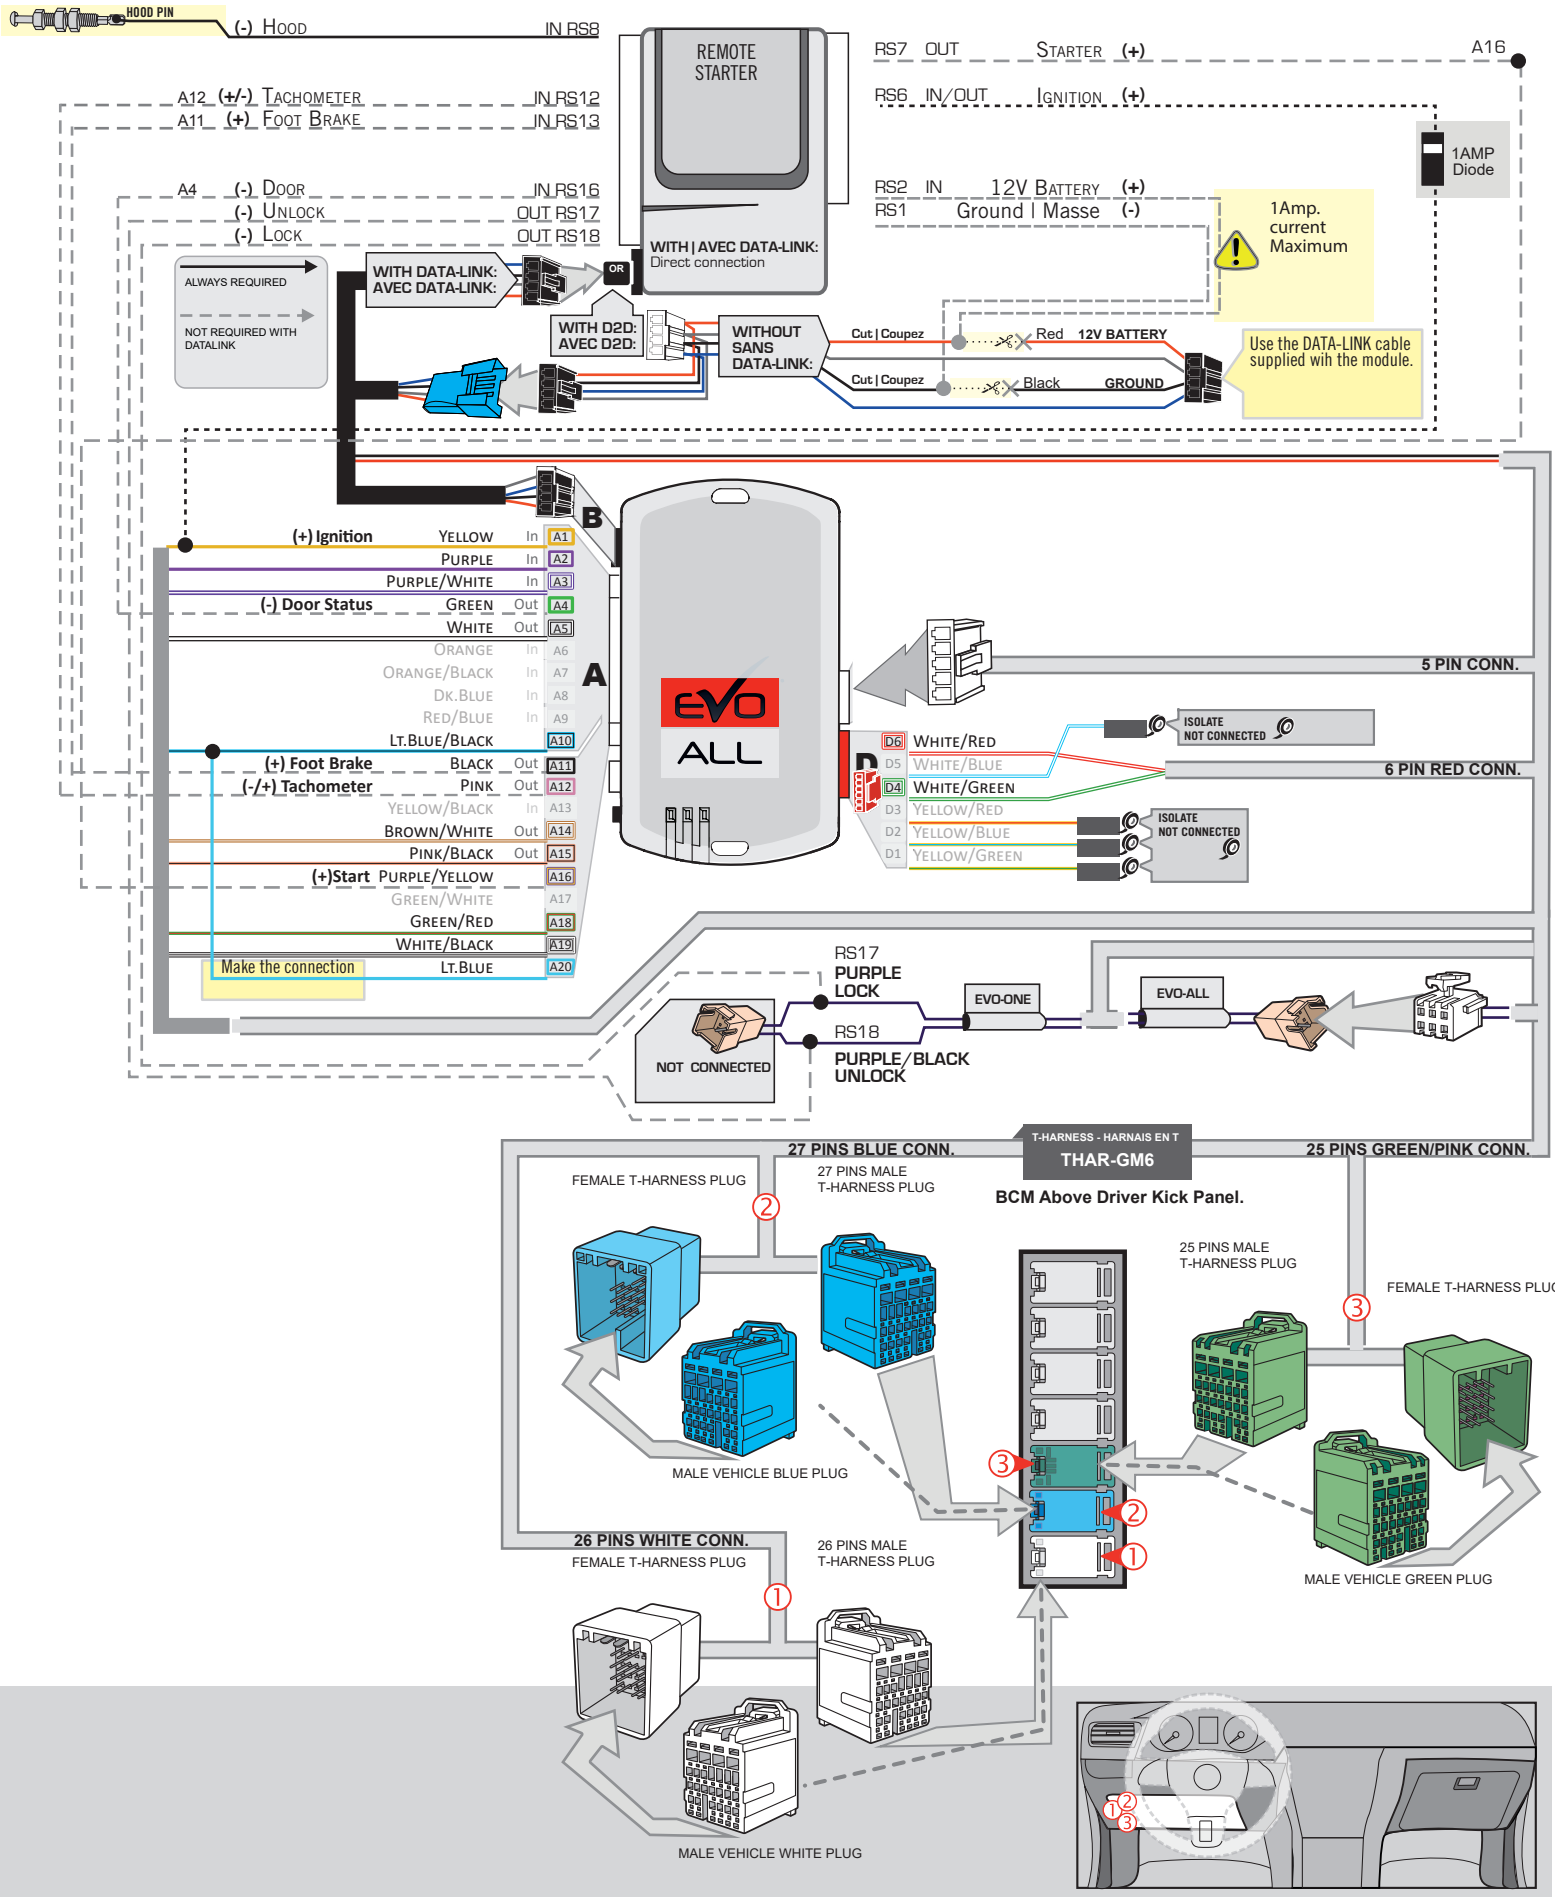 HOOD PIN
(-) HOOD IN RS8
A12 (+/-) TACHOMETER IN RS12
A11 (+) FOOT BRAKE IN RS13
A4 (-) DOOR IN RS16
(-) UNLOCK OUT RS17
(-) LOCK OUT RS18
REMOTE
STARTER
WITH | AVEC DATA-LINK:
Direct connection
RS7 OUT STARTER (+) A16
RS6 IN/OUT IGNITION (+)
1AMP
Diode
RS2 IN 12V BATTERY (+)
RS1 Ground | Masse (-)
1Amp.
current
Maximum
ALWAYS REQUIRED
NOT REQUIRED WITH
DATALINK
WITH DATA-LINK:
AVEC DATA-LINK:
OR
WITH D2D:
AVEC D2D:
WITHOUT
SANS
DATA-LINK:
Cut | Coupez Red 12V BATTERY
Cut | Coupez Black GROUND
Use the DATA-LINK cable
supplied wih the module.
B
A
D
EVO
ALL
(+) Ignition YELLOW In A1
PURPLE In A2
PURPLE/WHITE In A3
(-) Door Status GREEN Out A4
WHITE Out A5
ORANGE In A6
ORANGE/BLACK In A7
DK.BLUE In A8
RED/BLUE In A9
LT.BLUE/BLACK A10
(+) Foot Brake BLACK Out A11
(-/+) Tachometer PINK Out A12
YELLOW/BLACK In A13
BROWN/WHITE Out A14
PINK/BLACK Out A15
(+)Start PURPLE/YELLOW A16
GREEN/WHITE A17
GREEN/RED A18
WHITE/BLACK A19
Make the connection LT.BLUE A20
5 PIN CONN.
D6 WHITE/RED
D5 WHITE/BLUE
D4 WHITE/GREEN
D3 YELLOW/RED
D2 YELLOW/BLUE
D1 YELLOW/GREEN
ISOLATE
NOT CONNECTED
6 PIN RED CONN.
ISOLATE
NOT CONNECTED
RS17
PURPLE
LOCK
RS18
PURPLE/BLACK
UNLOCK
NOT CONNECTED
EVO-ONE
EVO-ALL
T-HARNESS - HARNAIS EN T
THAR-GM6
BCM Above Driver Kick Panel.
27 PINS BLUE CONN.
25 PINS GREEN/PINK CONN.
FEMALE T-HARNESS PLUG
2
27 PINS MALE
T-HARNESS PLUG
MALE VEHICLE BLUE PLUG
25 PINS MALE
T-HARNESS PLUG
3
FEMALE T-HARNESS PLUG
MALE VEHICLE GREEN PLUG
3
2
1
26 PINS WHITE CONN.
FEMALE T-HARNESS PLUG
1
26 PINS MALE
T-HARNESS PLUG
MALE VEHICLE WHITE PLUG
2
1
3